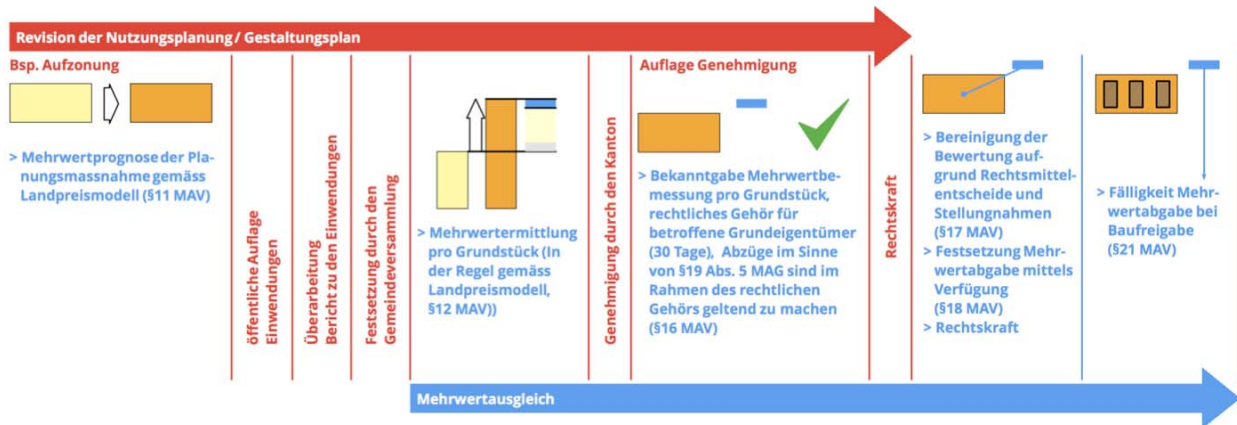 Revision der Nutzungsplanung / Gestaltungsplan
Bsp. Aufzonung
> Mehrwertprognose der Pla-
nungsmassnahme gemäss
Landpreismodell (§11 MAV)
öffentliche Auflage
Einwendungen
Überarbeitung
Bericht zu den Einwendungen
Festsetzung durch den
Gemeindeversammlung
> Mehrwertermittlung
pro Grundstück (In
der Regel gemäss
Landpreismodell,
§12 MAV))
Genehmigung durch den Kanton
Auflage Genehmigung
> Bekanntgabe Mehrwertbe-
messung pro Grundstück,
rechtliches Gehör für
betroffene Grundeigentümer
(30 Tage), Abzüge im Sinne
von §19 Abs. 5 MAG sind im
Rahmen des rechtlichen
Gehörs geltend zu machen
(§16 MAV)
Rechtskraft
> Bereinigung der
Bewertung auf-
grund Rechtsmittel-
entscheide und
Stellungnahmen
(§17 MAV)
> Festsetzung Mehr-
wertabgabe mittels
Verfügung
(§18 MAV)
> Rechtskraft
> Fälligkeit Mehr-
wertabgabe bei
Baufreigabe
(§21 MAV)
Mehrwertausgleich